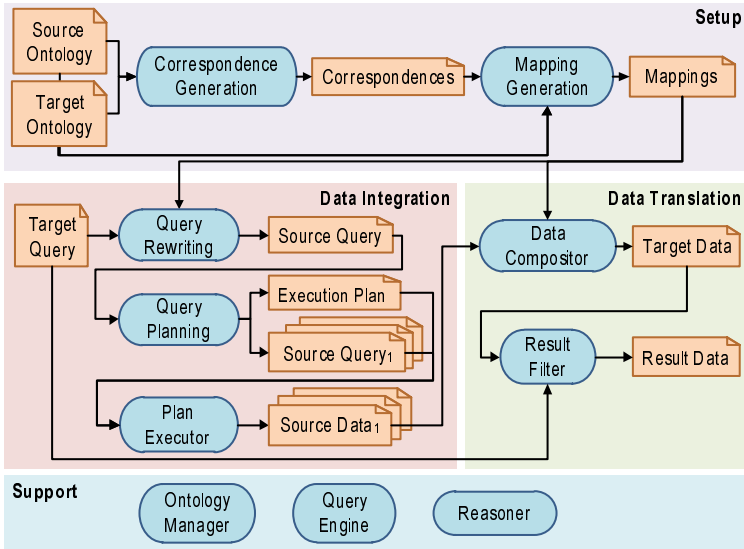 Setup
Source
Ontology
Target
Ontology
Correspondence
Generation
Correspondences
Mapping
Generation
Mappings
Data Integration
Target
Query
Query
Rewriting
Source Query
Query
Planning
Execution Plan
Source Query1
Plan
Executor
Source Data1
Data Translation
Data
Compositor
Target Data
Result
Filter
Result Data
Support
Ontology
Manager
Query
Engine
Reasoner